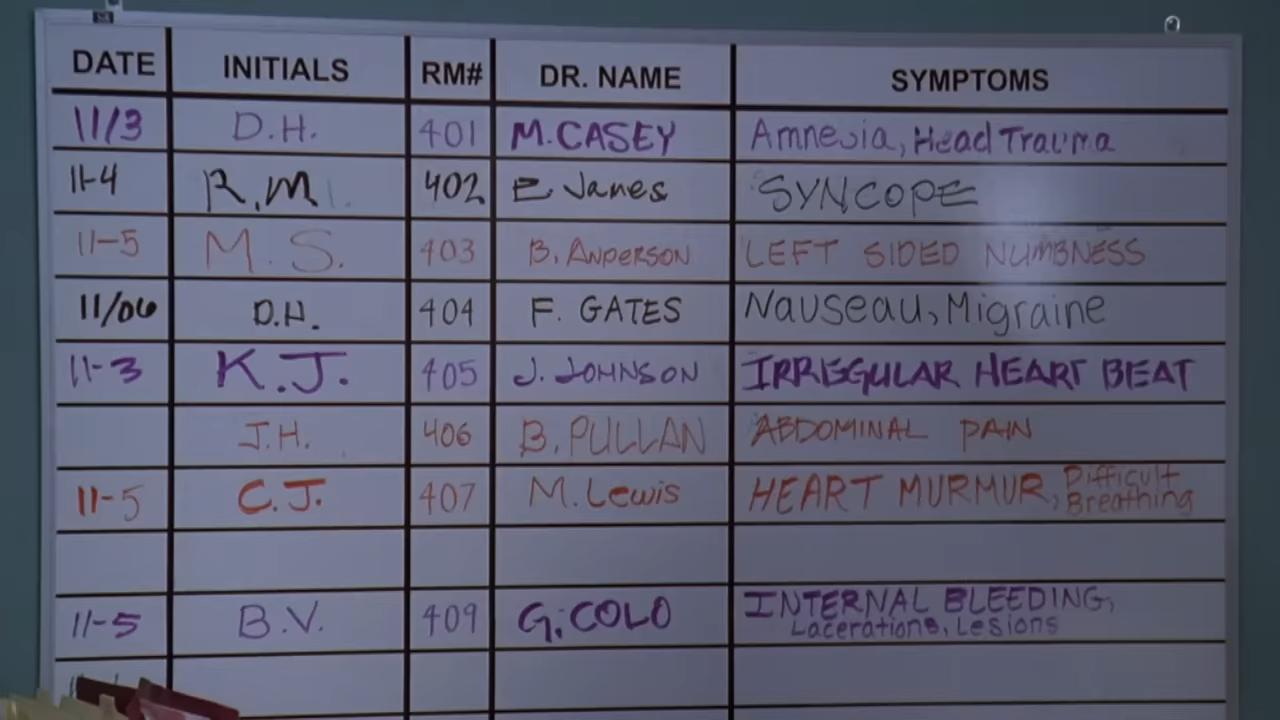 DATE INITIALS RM# DR. NAME SYMPTOMS
11/3 D.H. 401 M. CASEY Amnesia, Head Trauma
11-4 R.M. 402 E Janes SYNCOPE
11-5 M.S. 403 B. ANDERSON LEFT SIDED NUMBNESS
11/06 D.H. 404 F. GATES Nauseau, Migraine
11-3 K.J. 405 J. JOHNSON IRREGULAR HEART BEAT
J.H. 406 B. PULLAN ABDOMINAL PAIN
11-5 C.J. 407 M. Lewis HEART MURMUR, Difficult
Breathing
11-5 B.V. 409 G. COLO INTERNAL BLEEDING,
Lacerations, Lesions